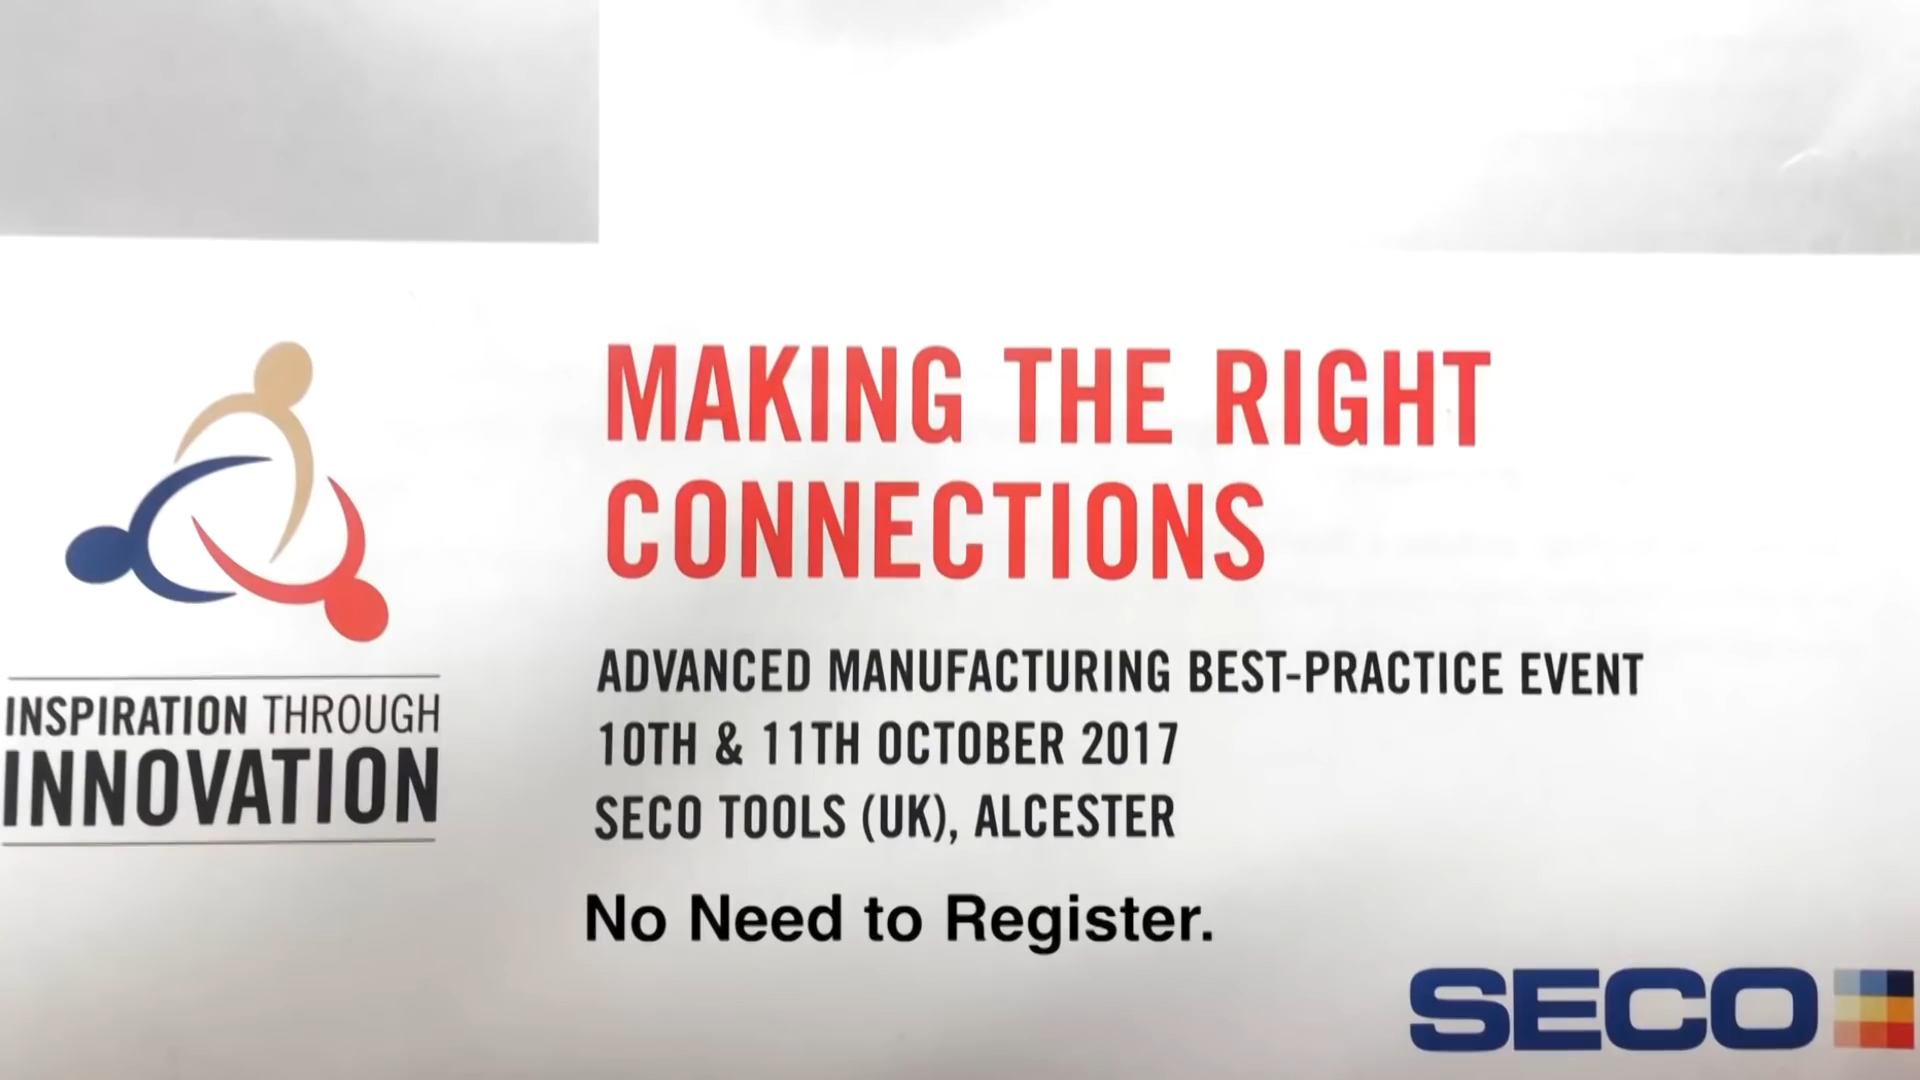 MAKING THE RIGHT
CONNECTIONS
ADVANCED MANUFACTURING BEST-PRACTICE EVENT
10TH & 11TH OCTOBER 2017
SECO TOOLS (UK), ALCESTER
No Need to Register.
INSPIRATION THROUGH
INNOVATION
SECO